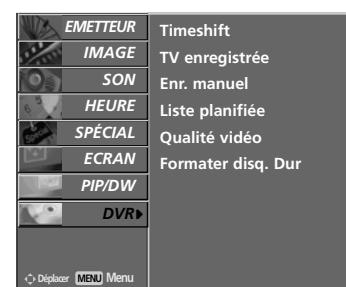 EMETTEUR
IMAGE
SON
HEURE
SPÉCIAL
ECRAN
PIP/DW
DVR
Déplacer MENU Menu
Timeshift
TV enregistrée
Enr. manuel
Liste planifiée
Qualité vidéo
Formater disq. Dur